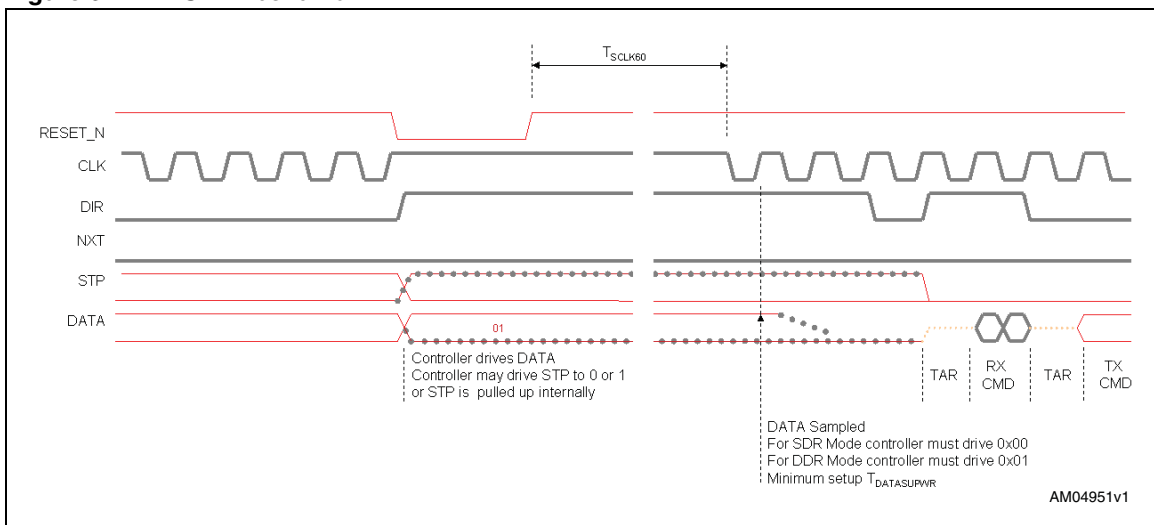 T_SCLK60
RESET_N
CLK
DIR
NXT
STP
DATA
01
Controller drives DATA
Controller may drive STP to 0 or 1
or STP is pulled up internally
TAR
RX
CMD
TAR
TX
CMD
DATA Sampled
For SDR Mode controller must drive 0x00
For DDR Mode controller must drive 0x01
Minimum setup T_DATASUPWR
AM04951v1